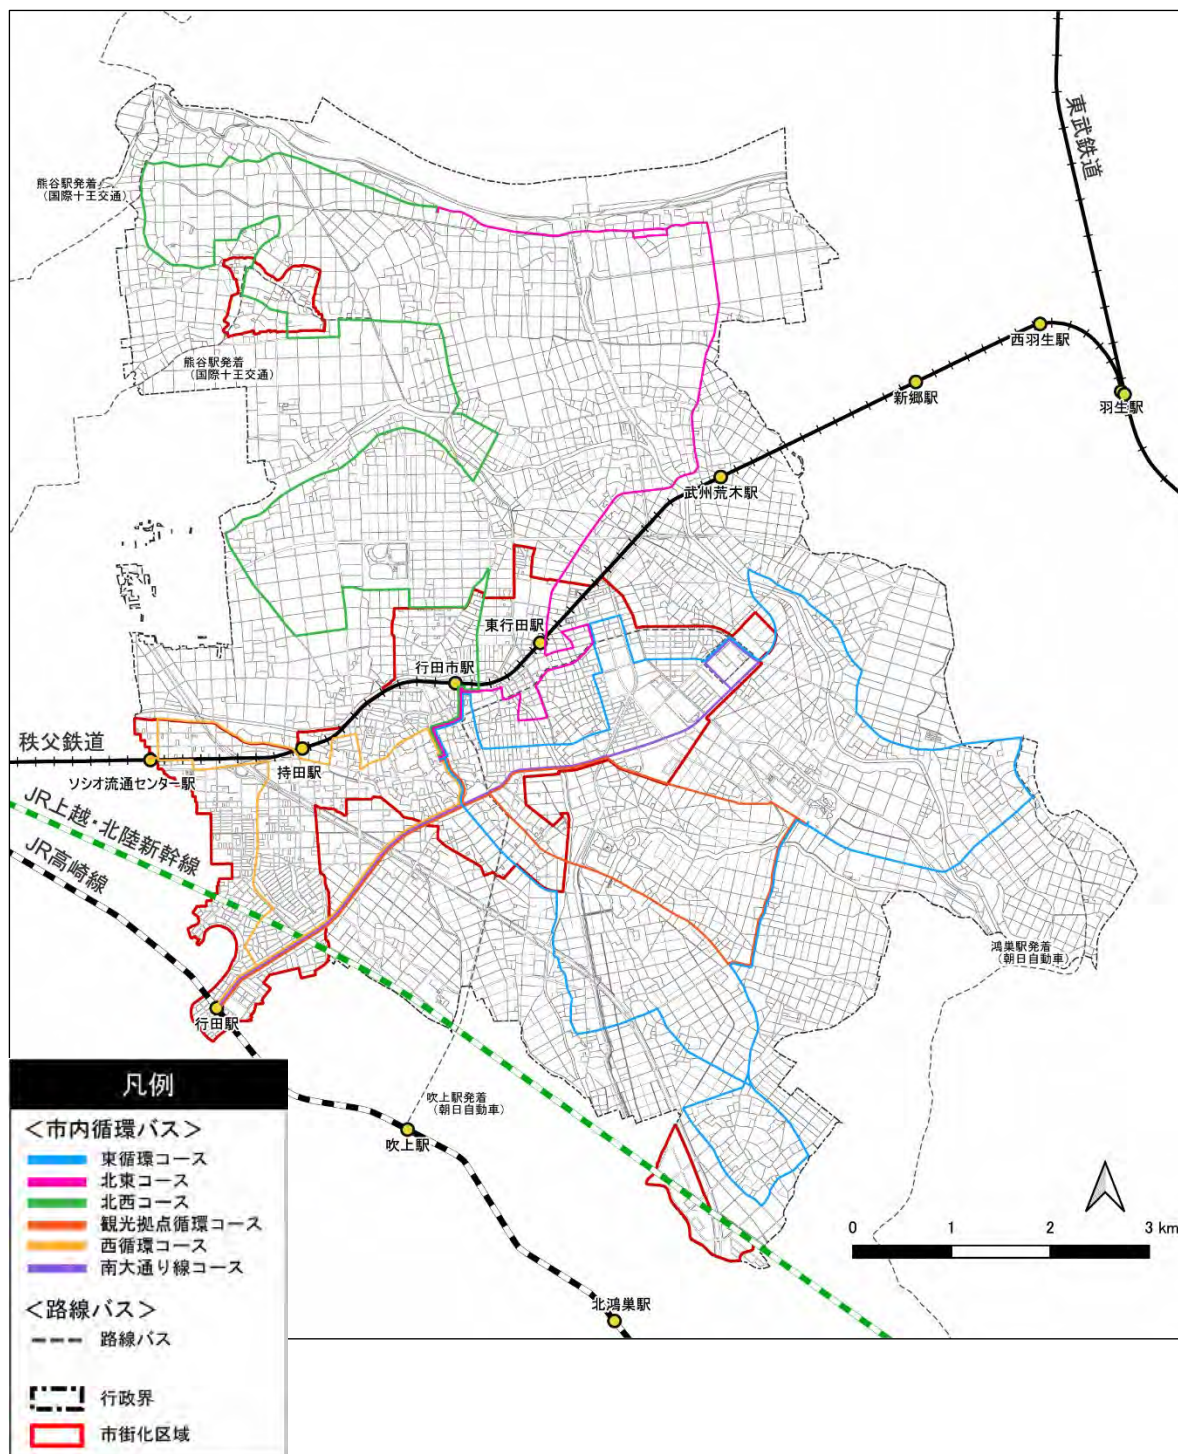 東武鉄道
熊谷駅発着
（国際十王交通）
西羽生駅
熊谷駅発着
（国際十王交通）
新郷駅
羽生駅
武州荒木駅
東行田駅
行田市駅
秩父鉄道
持田駅
ソシオ流通センター駅
JR上越・北陸新幹線
JR高崎線
鴻巣駅発着
（朝日自動車）
行田駅
吹上駅発着
（朝日自動車）
吹上駅
北鴻巣駅
0 1 2 3 km
凡例
＜市内循環バス＞
東循環コース
北東コース
北西コース
観光拠点循環コース
西循環コース
南大通り線コース
＜路線バス＞
路線バス
行政界
市街化区域